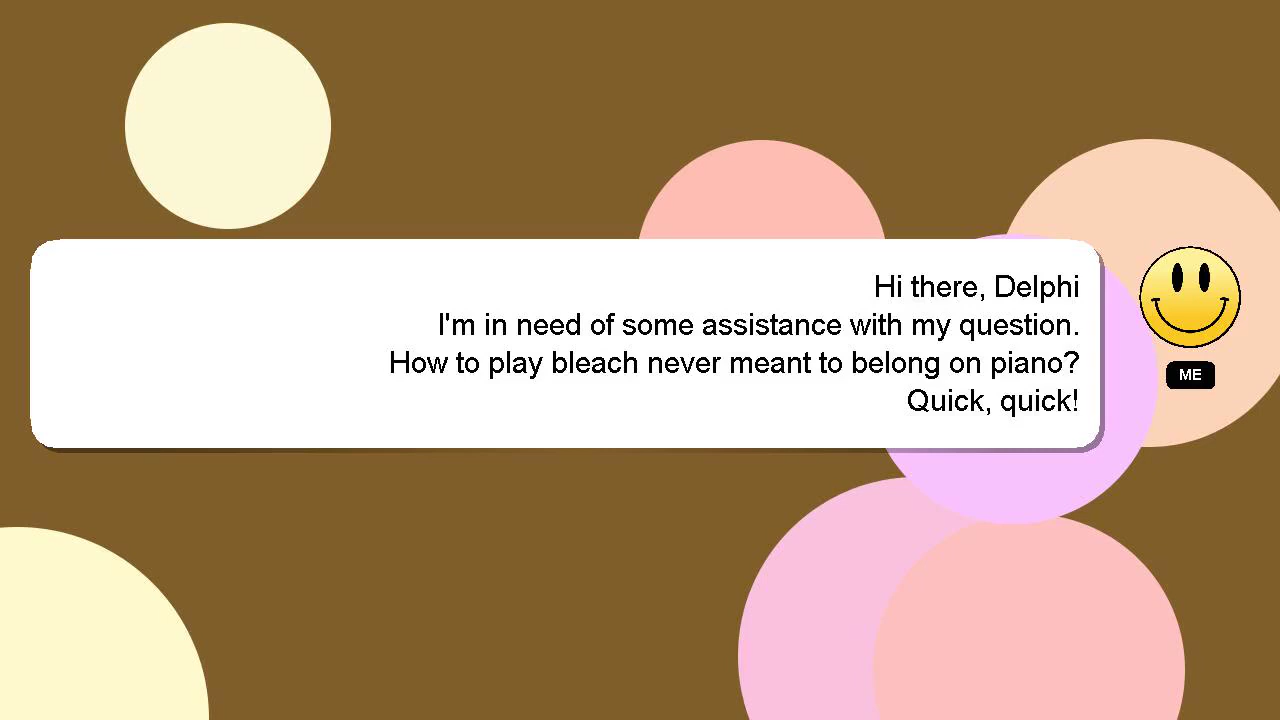 Hi there, Delphi
I'm in need of some assistance with my question.
How to play bleach never meant to belong on piano?
Quick, quick!
ME